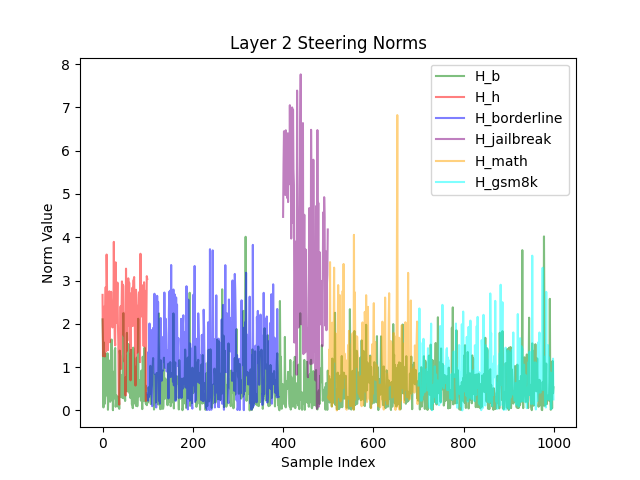 Layer 2 Steering Norms
Norm Value
8
7
6
5
4
3
2
1
0
H_b
H_h
H_borderline
H_jailbreak
H_math
H_gsm8k
0 200 400 600 800 1000
Sample Index